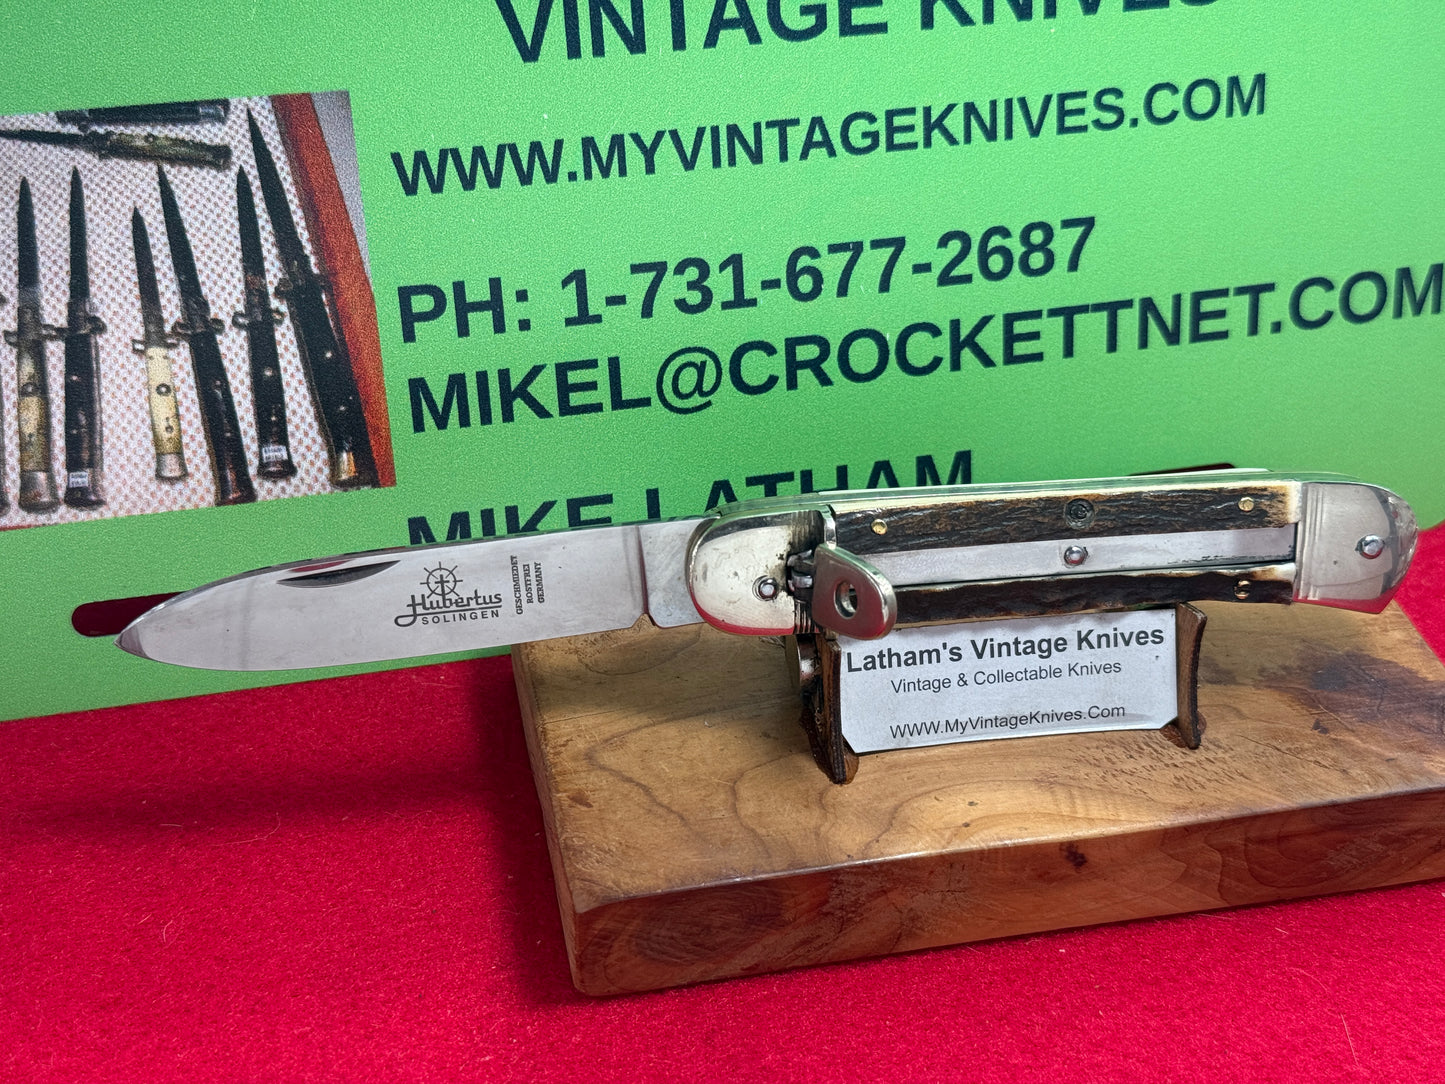 VINTAGE KNIVES
WWW.MYVINTAGEKNIVES.COM
PH: 1-731-677-2687
MIKEL@CROCKETTNET.COM
MIKE LATHAM
Hubertus
SOLINGEN
GESCHMIEDET
ROSTFREI
GERMANY
Latham's Vintage Knives
Vintage & Collectable Knives
WWW.MyVintageKnives.Com